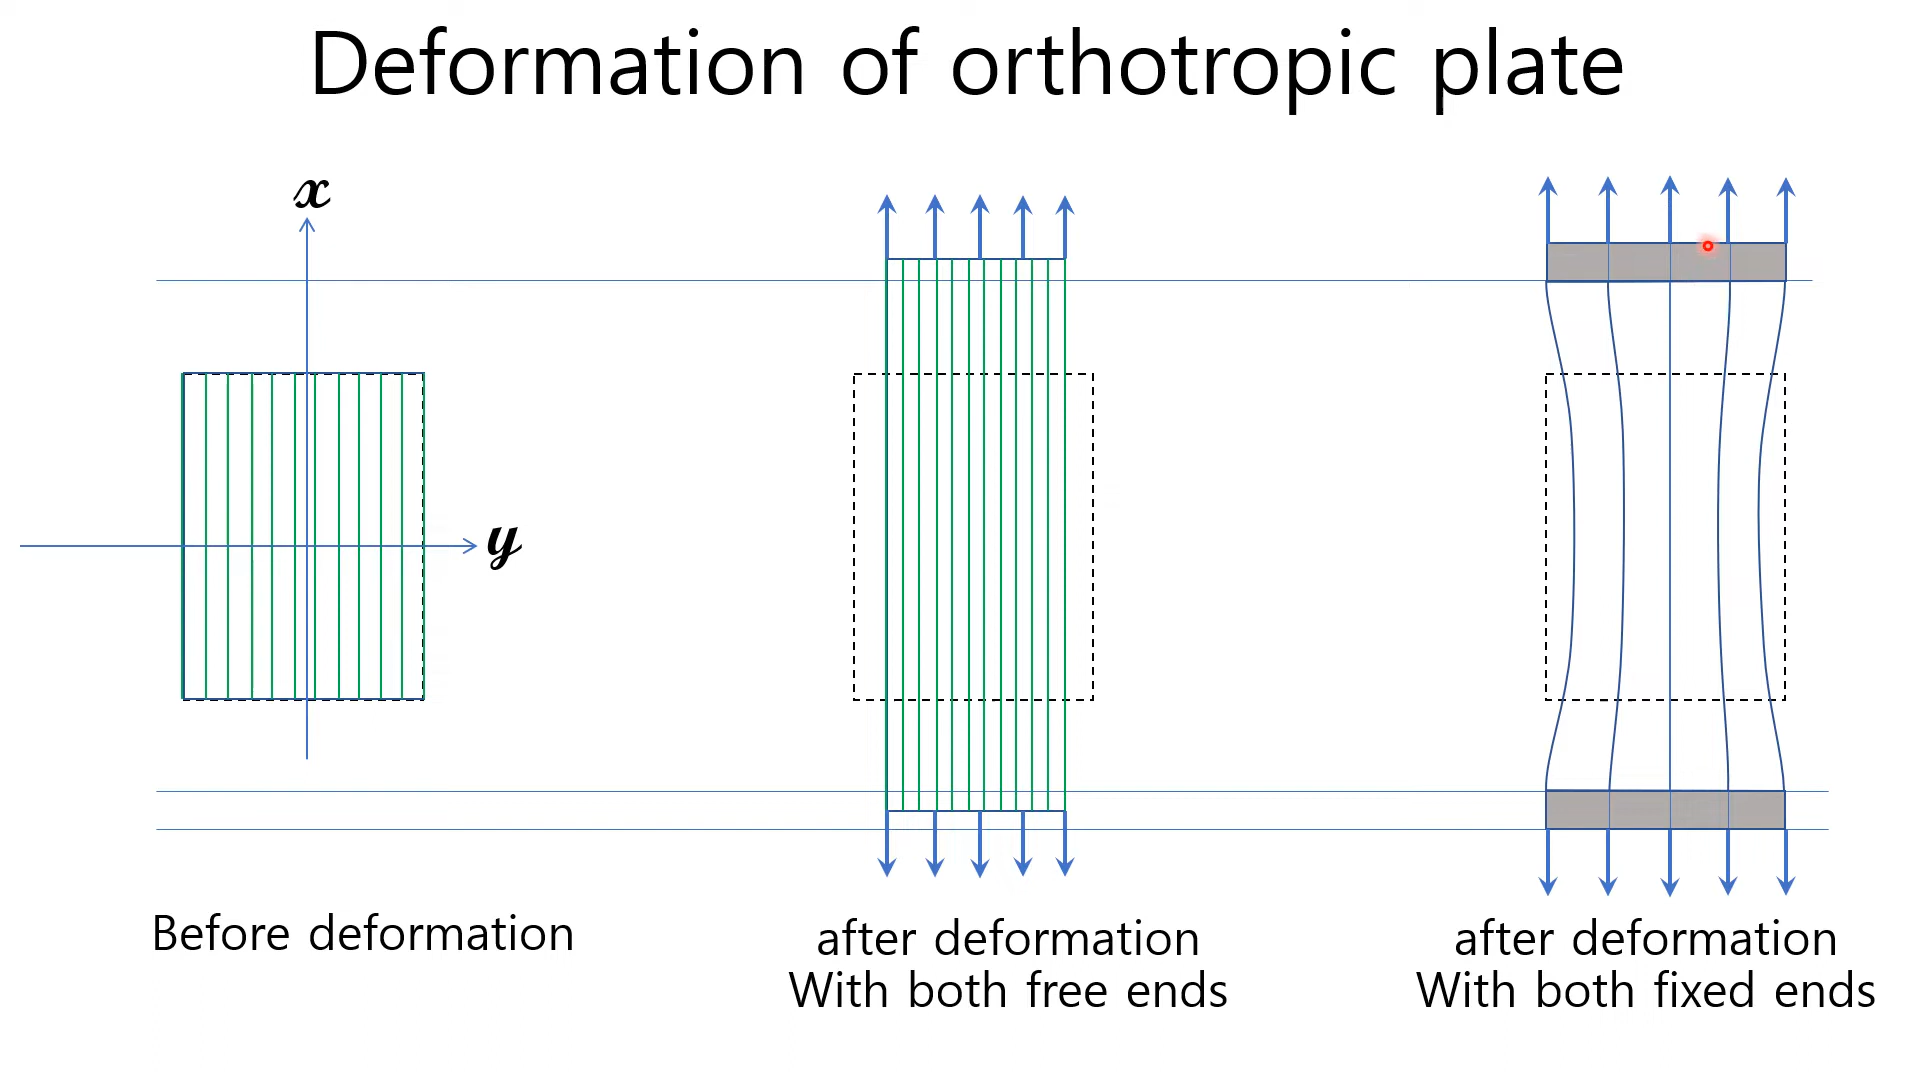 Deformation of orthotropic plate
x
y
Before deformation
after deformation
With both free ends
after deformation
With both fixed ends